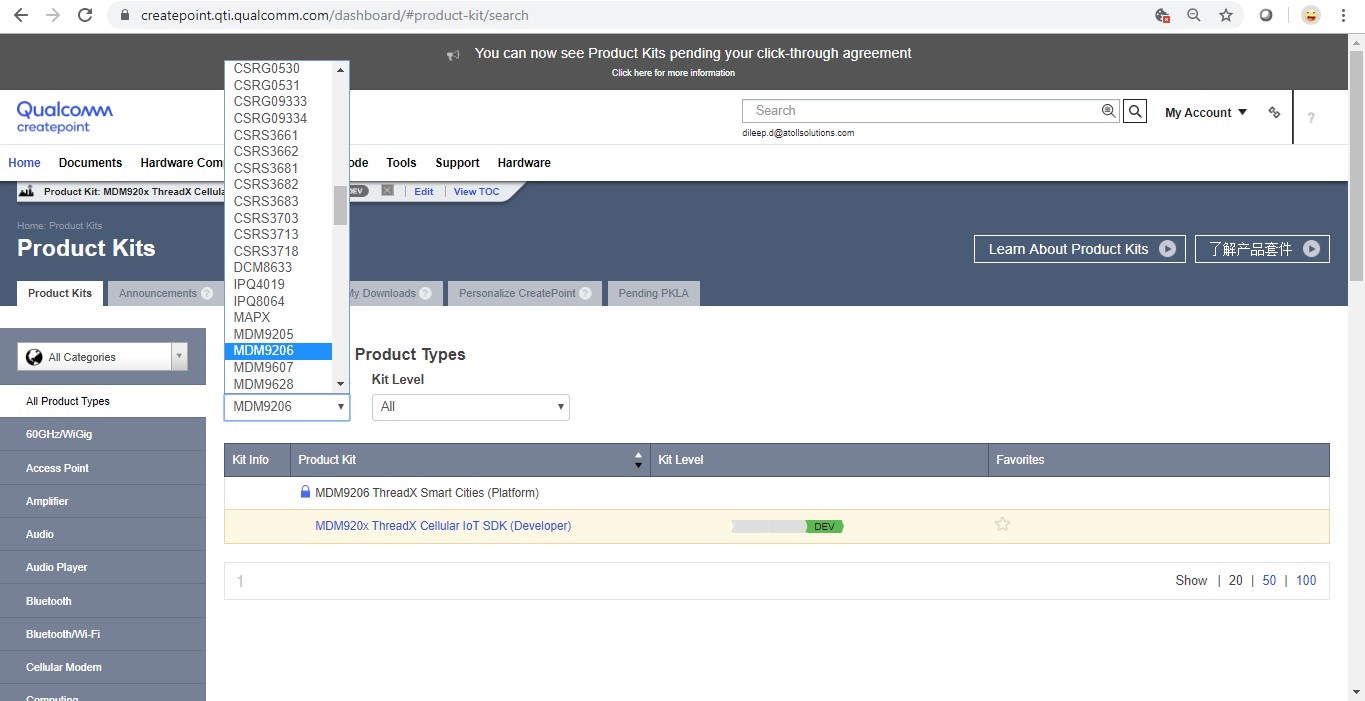 createpoint.qti.qualcomm.com/dashboard/#product-kit/search
You can now see Product Kits pending your click-through agreement
Click here for more information
Qualcomm
createpoint
Search
My Account
?
dileep.d@atollsolutions.com
Home Documents Hardware Com ode Tools Support Hardware
Product Kit: MDM920x ThreadX Cellula DEV Edit View TOC
Home: Product Kits
Product Kits
Learn About Product Kits
了解产品套件
Product Kits
Announcements ?
My Downloads ?
Personalize CreatePoint ?
Pending PKLA
CSRG0530
CSRG0531
CSRG09333
CSRG09334
CSRS3661
CSRS3662
CSRS3681
CSRS3682
CSRS3683
CSRS3703
CSRS3713
CSRS3718
DCM8633
IPQ4019
IPQ8064
MAPX
MDM9205
MDM9206
MDM9607
MDM9628
MDM9206
All Categories
All Product Types
60GHz/WiGig
Access Point
Amplifier
Audio
Audio Player
Bluetooth
Bluetooth/Wi-Fi
Cellular Modem
Computing
Product Types
Kit Level
All
Kit Info Product Kit Kit Level Favorites
MDM9206 ThreadX Smart Cities (Platform)
MDM920x ThreadX Cellular IoT SDK (Developer) DEV
1
Show | 20 | 50 | 100